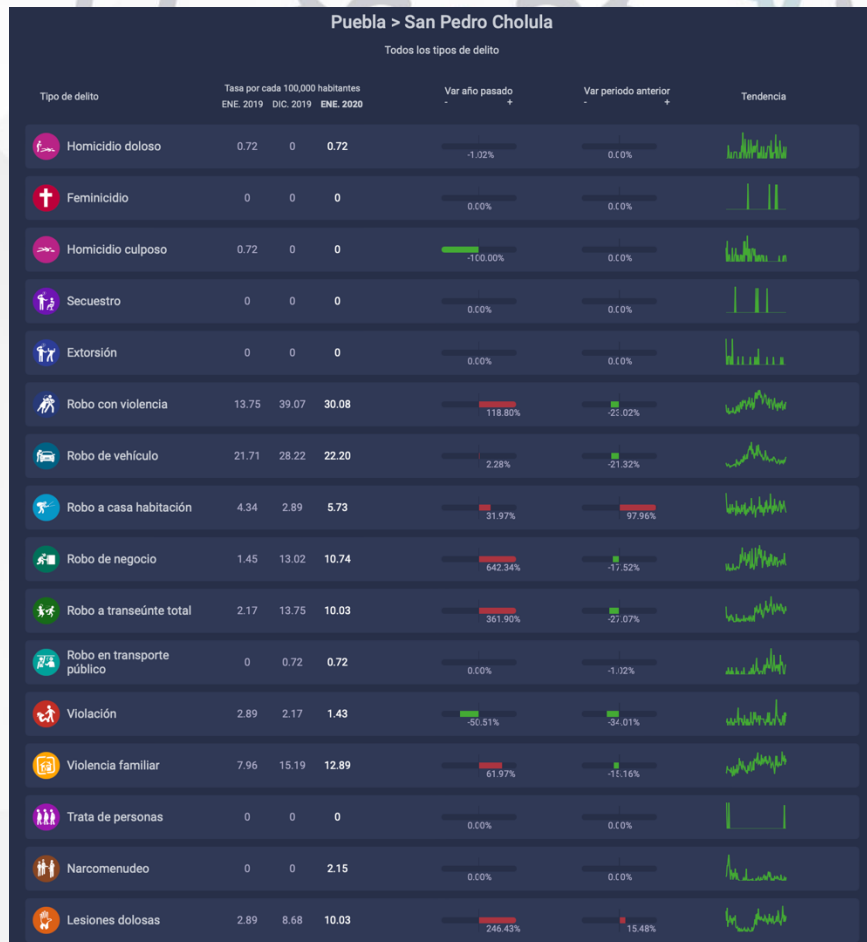 Puebla > San Pedro Cholula
Todos los tipos de delito
Tipo de delito
Tasa por cada 100,000 habitantes
ENE. 2019 DIC. 2019 ENE. 2020
Var año pasado
- +
Var periodo anterior
- +
Tendencia
Homicidio doloso 0.72 0 0.72 -1.02% 0.00%
Feminicidio 0 0 0 0.00% 0.00%
Homicidio culposo 0.72 0 0 -100.00% 0.00%
Secuestro 0 0 0 0.00% 0.00%
Extorsión 0 0 0 0.00% 0.00%
Robo con violencia 13.75 39.07 30.08 118.80% -23.02%
Robo de vehículo 21.71 28.22 22.20 2.28% -21.32%
Robo a casa habitación 4.34 2.89 5.73 31.97% 97.96%
Robo de negocio 1.45 13.02 10.74 642.34% -17.52%
Robo a transeúnte total 2.17 13.75 10.03 361.90% -27.07%
Robo en transporte
público 0 0.72 0.72 0.00% -1.02%
Violación 2.89 2.17 1.43 -50.51% -34.01%
Violencia familiar 7.96 15.19 12.89 61.97% -15.16%
Trata de personas 0 0 0 0.00% 0.00%
Narcomenudeo 0 0 2.15 0.00% 0.00%
Lesiones dolosas 2.89 8.68 10.03 246.43% 15.48%